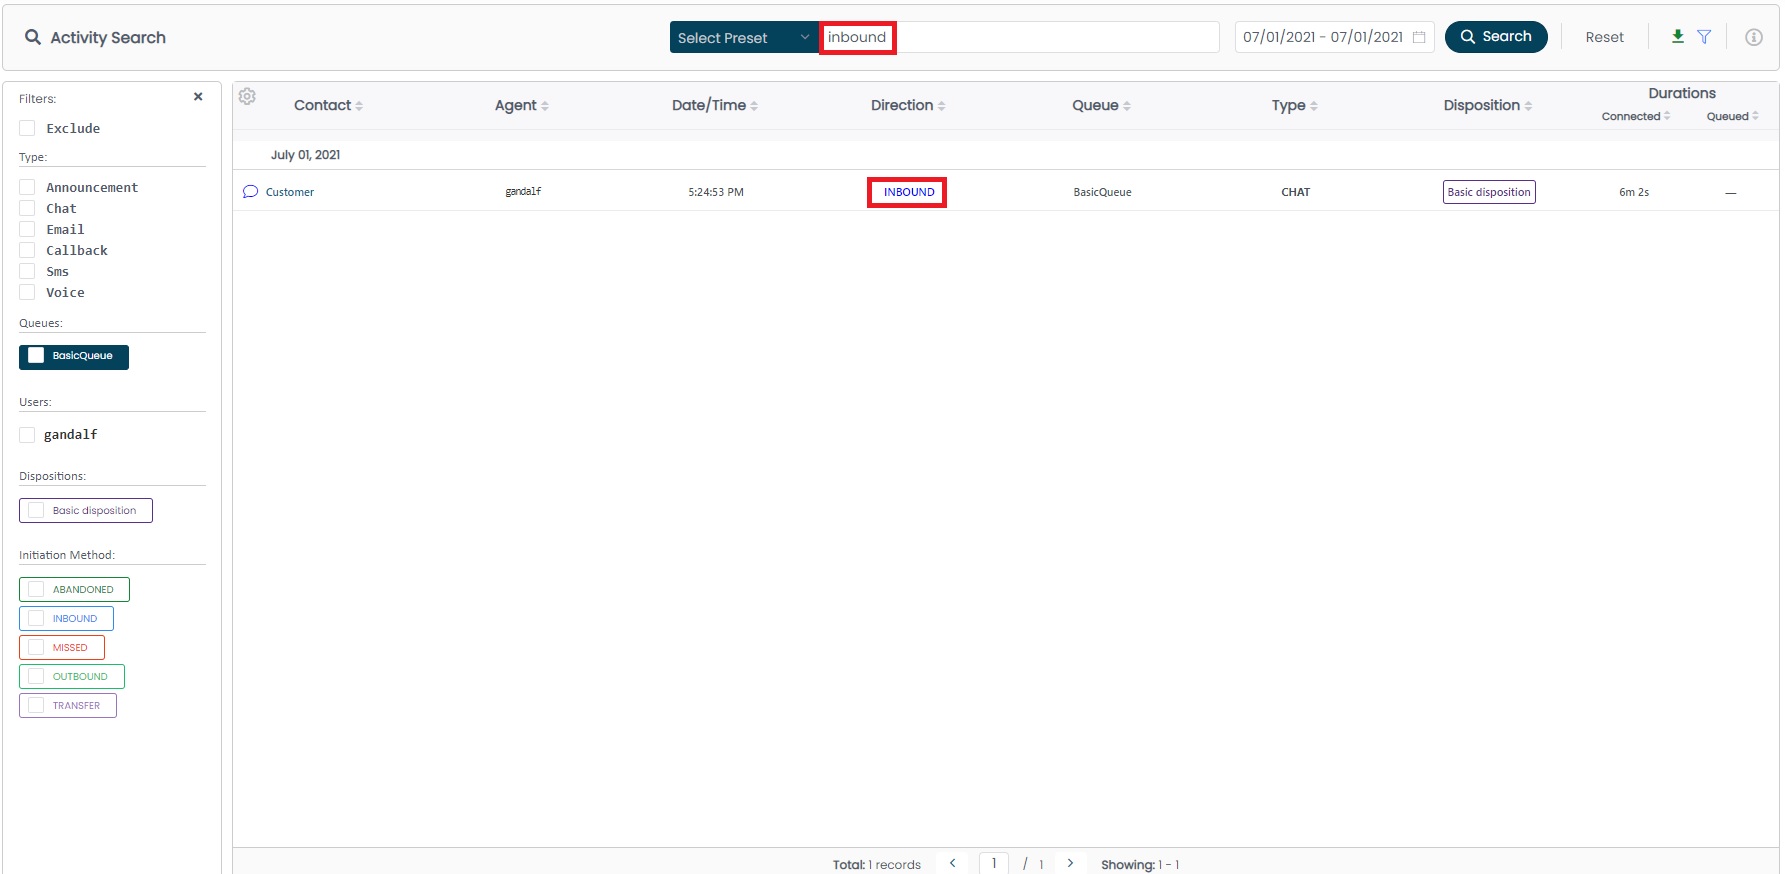 Activity Search
Select Preset
inbound
07/01/2021 - 07/01/2021
Search
Reset
Filters:
Exclude
Type:
Announcement
Chat
Email
Callback
Sms
Voice
Queues:
BasicQueue
Users:
gandalf
Dispositions:
Basic disposition
Initiation Method:
ABANDONED
INBOUND
MISSED
OUTBOUND
TRANSFER
Contact Agent Date/Time Direction Queue Type Disposition Durations
Connected Queued
July 01, 2021
Customer gandalf 5:24:53 PM INBOUND BasicQueue CHAT Basic disposition 6m 2s —
Total: 1 records < 1 / 1 > Showing: 1 - 1